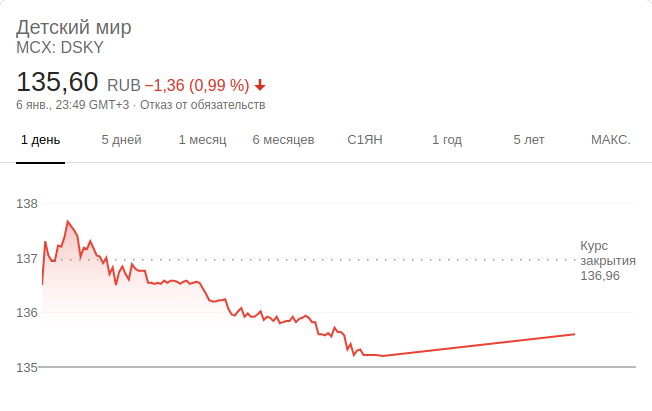 Детский мир
MCX: DSKY
135,60 RUB −1,36 (0,99 %)
6 янв., 23:49 GMT+3 · Отказ от обязательств
1 день 5 дней 1 месяц 6 месяцев С1ЯН 1 год 5 лет МАКС.
138
137
136
135
Курс
закрытия
136,96